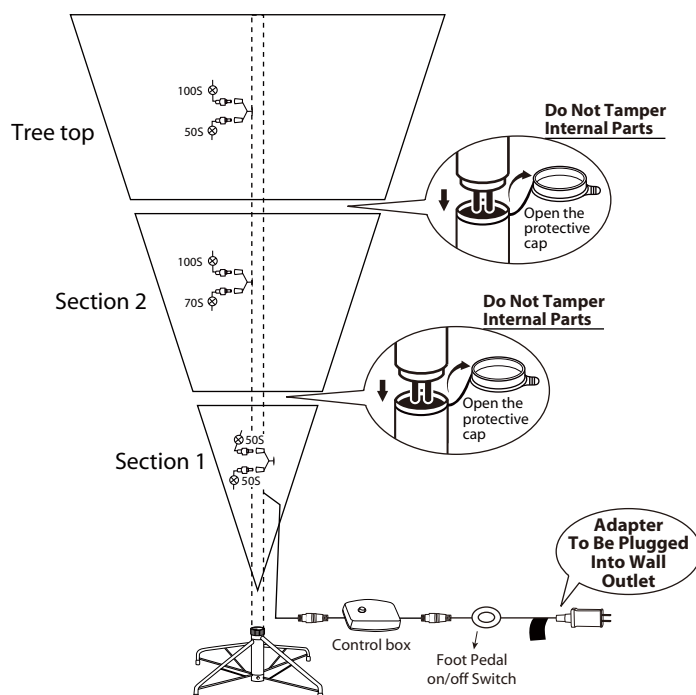 100S
50S
Tree top
Do Not Tamper
Internal Parts
Open the
protective
cap
100S
70S
Section 2
Do Not Tamper
Internal Parts
Open the
protective
cap
50S
50S
Section 1
Adapter
To Be Plugged
Into Wall
Outlet
Control box
Foot Pedal
on/off Switch